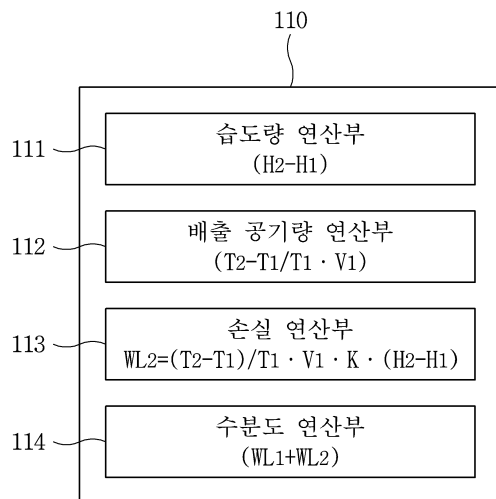 110
111
습도량 연산부
(H2-H1)
112
배출 공기량 연산부
(T2-T1/T1 · V1)
113
손실 연산부
WL2=(T2-T1)/T1 · V1 · K · (H2-H1)
114
수분도 연산부
(WL1+WL2)